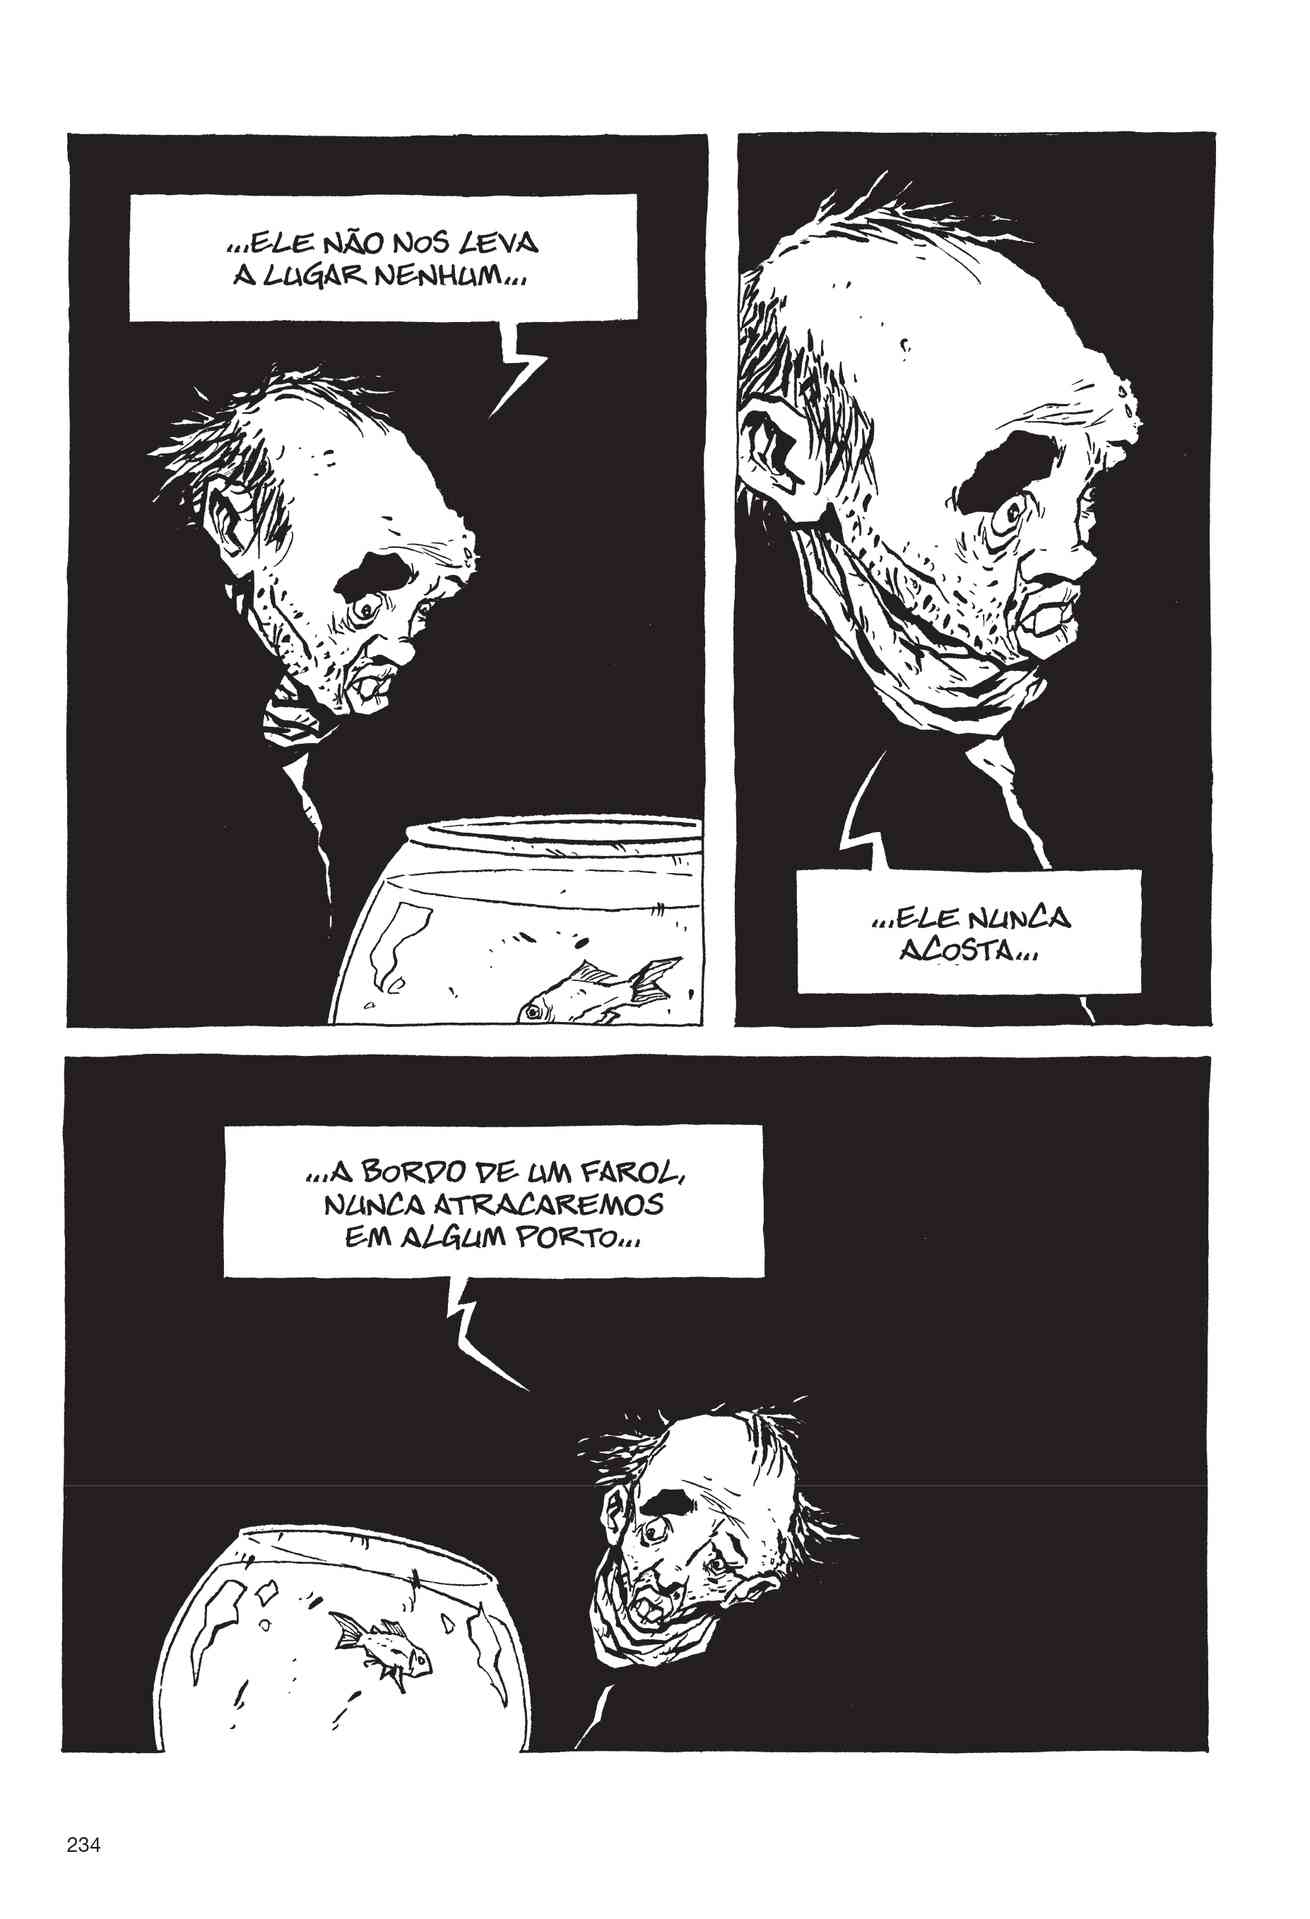 ...ELE NÃO NOS LEVA
A LUGAR NENHUM...
...ELE NUNCA
ACOSTA...
...A BORDO DE UM FAROL,
NUNCA ATRACAREMOS
EM ALGUM PORTO...
234